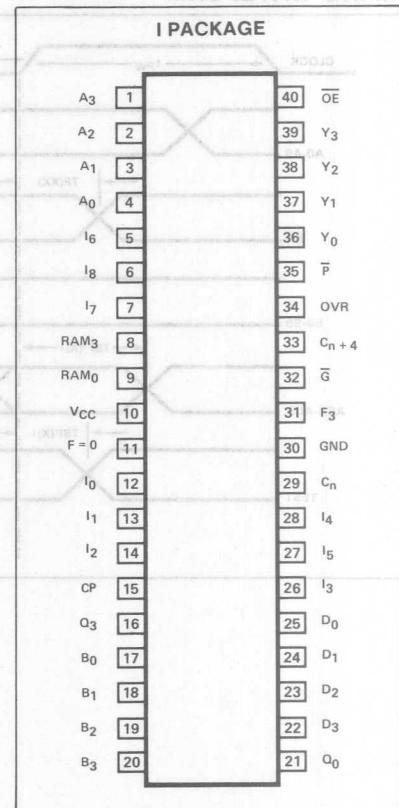 I PACKAGE
A3 1 40 OE
A2 2 39 Y3
A1 3 38 Y2
A0 4 37 Y1
I6 5 36 Y0
I8 6 35 P
I7 7 34 OVR
RAM3 8 33 Cn + 4
RAM0 9 32 G
VCC 10 31 F3
F = 0 11 30 GND
I0 12 29 Cn
I1 13 28 I4
I2 14 27 I5
CP 15 26 I3
Q3 16 25 D0
B0 17 24 D1
B1 18 23 D2
B2 19 22 D3
B3 20 21 Q0